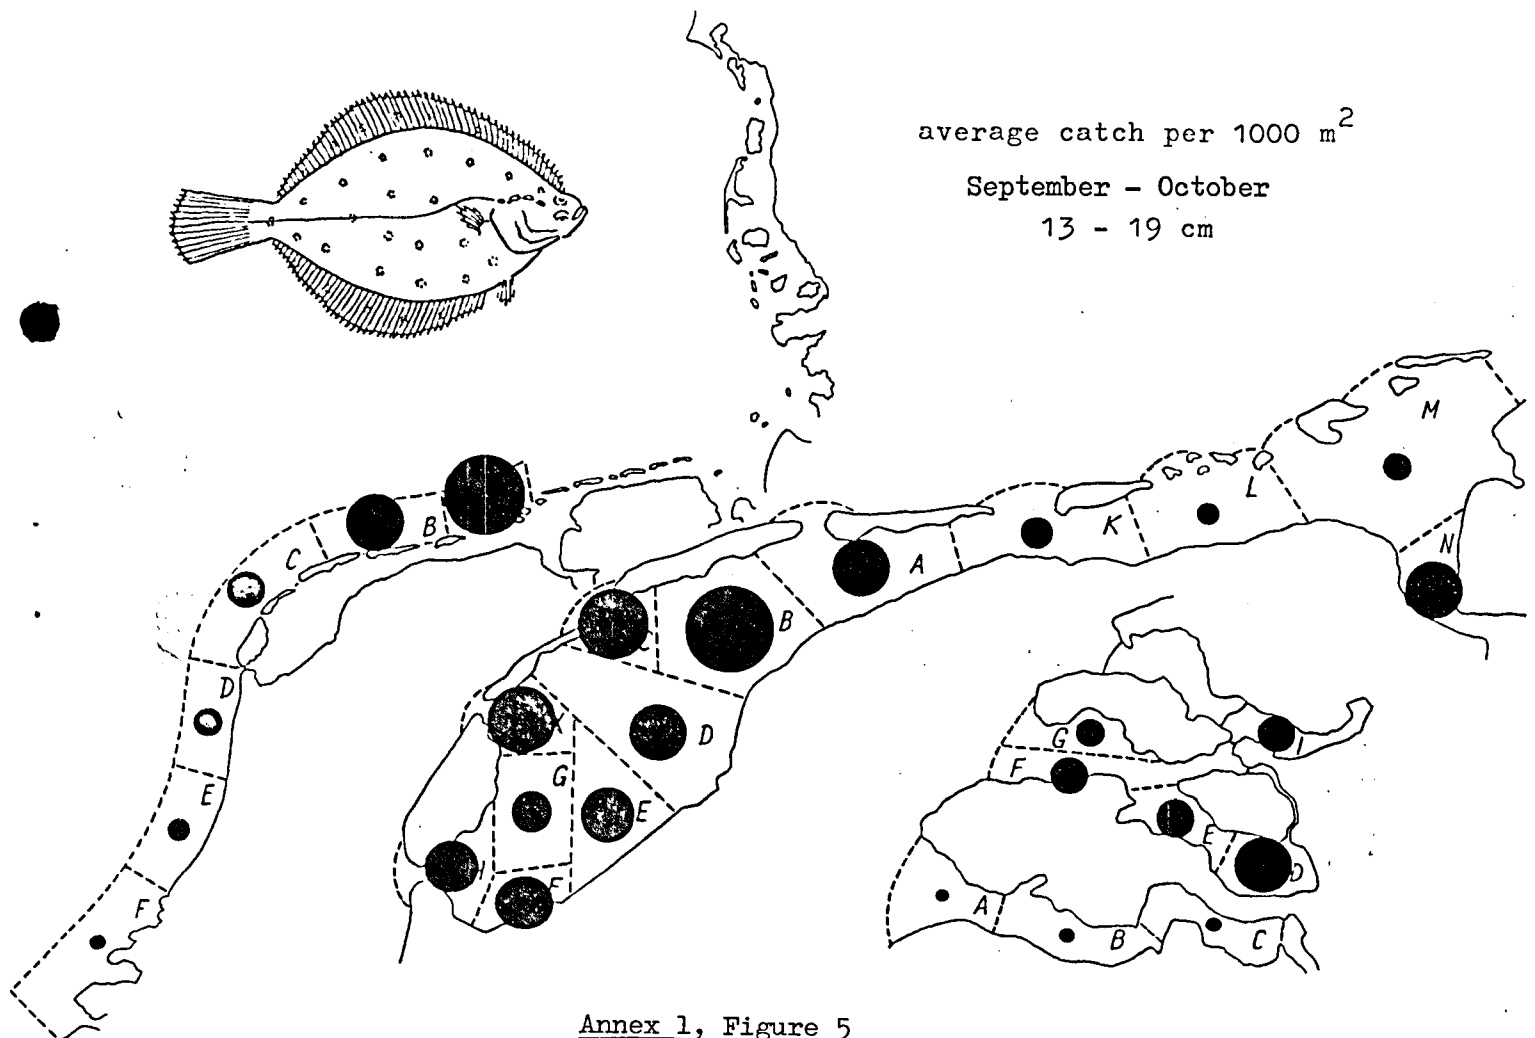 average catch per 1000 m²
September – October
13 – 19 cm
M
L
K
N
A
B
C
D
E
F
B
A
C
D
K
G
E
I
F
G
I
F
E
D
A
B
C
Annex 1, Figure 5